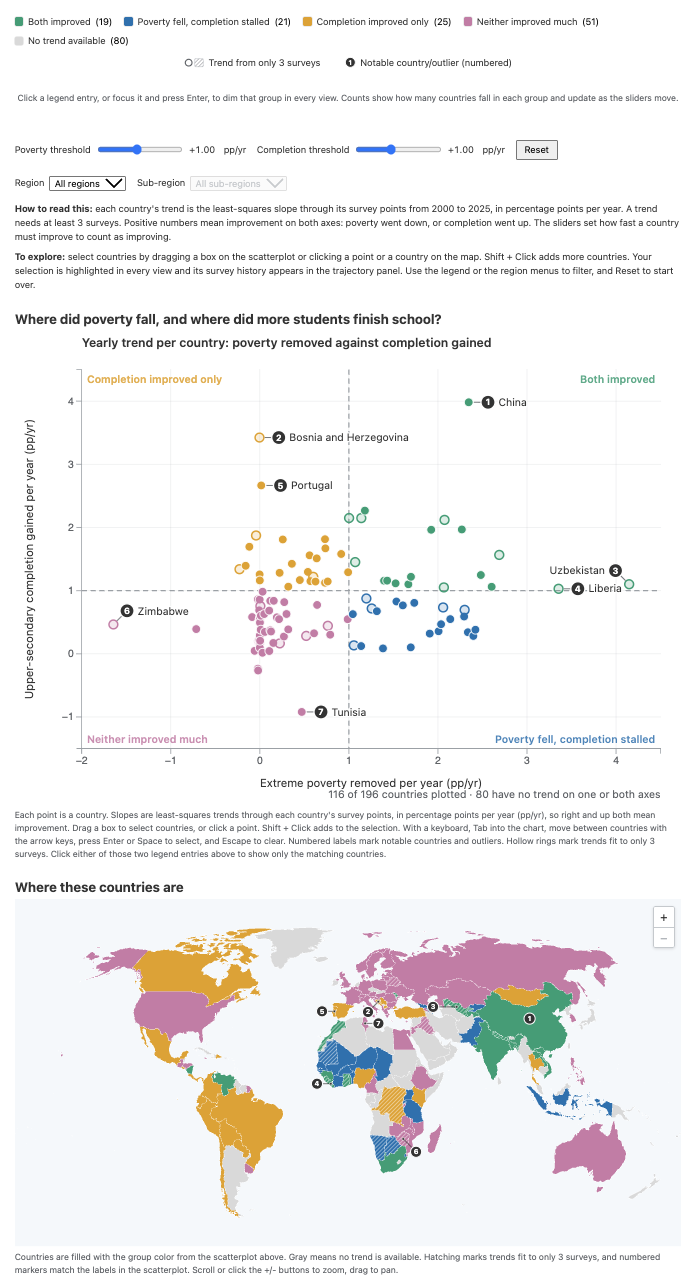 Both improved (19)
Poverty fell, completion stalled (21)
Completion improved only (25)
Neither improved much (51)
No trend available (80)
Trend from only 3 surveys
1 Notable country/outlier (numbered)
Click a legend entry, or focus it and press Enter, to dim that group in every view. Counts show how many countries fall in each group and update as the sliders move.
Poverty threshold +1.00 pp/yr Completion threshold +1.00 pp/yr Reset
Region All regions Sub-region All sub-regions
How to read this: each country's trend is the least-squares slope through its survey points from 2000 to 2025, in percentage points per year. A trend
needs at least 3 surveys. Positive numbers mean improvement on both axes: poverty went down, or completion went up. The sliders set how fast a country
must improve to count as improving.
To explore: select countries by dragging a box on the scatterplot or clicking a point or a country on the map. Shift + Click adds more countries. Your
selection is highlighted in every view and its survey history appears in the trajectory panel. Use the legend or the region menus to filter, and Reset to start
over.
Where did poverty fall, and where did more students finish school?
Yearly trend per country: poverty removed against completion gained
Completion improved only
Both improved
Upper-secondary completion gained per year (pp/yr)
4
3
2
1
0
−1
1 China
2 Bosnia and Herzegovina
5 Portugal
Uzbekistan 3
4 Liberia
6 Zimbabwe
7 Tunisia
Neither improved much
Poverty fell, completion stalled
−2
−1
0
1
2
3
4
Extreme poverty removed per year (pp/yr)
116 of 196 countries plotted · 80 have no trend on one or both axes
Each point is a country. Slopes are least-squares trends through each country's survey points, in percentage points per year (pp/yr), so right and up both mean
improvement. Drag a box to select countries, or click a point. Shift + Click adds to the selection. With a keyboard, Tab into the chart, move between countries with
the arrow keys, press Enter or Space to select, and Escape to clear. Numbered labels mark notable countries and outliers. Hollow rings mark trends fit to only 3
surveys. Click either of those two legend entries above to show only the matching countries.
Where these countries are
+
−
5
2
7
3
1
4
6
Countries are filled with the group color from the scatterplot above. Gray means no trend is available. Hatching marks trends fit to only 3 surveys, and numbered
markers match the labels in the scatterplot. Scroll or click the +/- buttons to zoom, drag to pan.